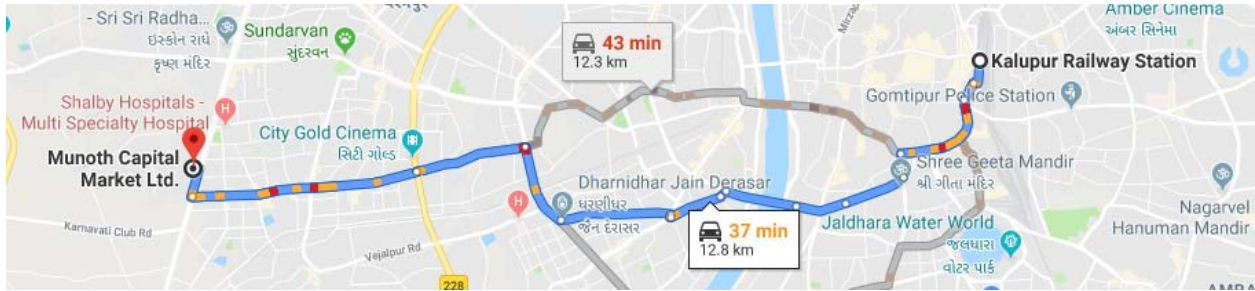 - Sri Sri Radha...
ઇસ્કોન રાધે
કૃષ્ણ મંદિર
Sundarvan
સુંદરવન
Shalby Hospitals -
Multi Specialty Hospital
Munoth Capital
Market Ltd.
City Gold Cinema
સિટી ગોલ્ડ
Karnavati Club Rd
Vejalpur Rd
228
43 min
12.3 km
Dharnidhar Jain Derasar
ધરણીધર
જૈન દેરાસર
37 min
12.8 km
Mirzap
Amber Cinema
અંબર સિનેમા
Kalupur Railway Station
Gomtipur Police Station
Shree Geeta Mandir
શ્રી ગીતા મંદિર
Jaldhara Water World
જલધારા
વોટર પાર્ક
Nagarvel
Hanuman Mandir